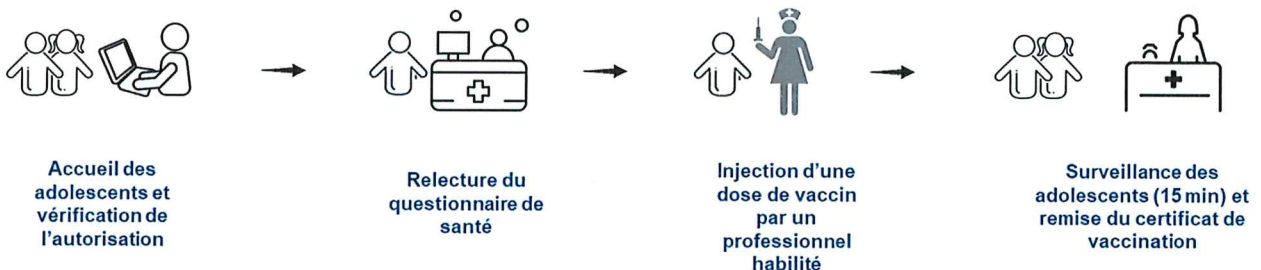 Accueil des
adolescents et
vérification de
l'autorisation
Relecture du
questionnaire de
santé
Injection d'une
dose de vaccin
par un
professionnel
habilité
Surveillance des
adolescents (15 min) et
remise du certificat de
vaccination